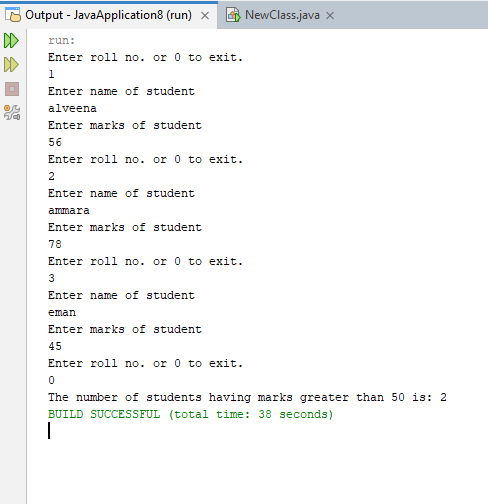 Output - JavaApplication8 (run) × NewClass.java ×
run:
Enter roll no. or 0 to exit.
1
Enter name of student
alveena
Enter marks of student
56
Enter roll no. or 0 to exit.
2
Enter name of student
ammara
Enter marks of student
78
Enter roll no. or 0 to exit.
3
Enter name of student
eman
Enter marks of student
45
Enter roll no. or 0 to exit.
0
The number of students having marks greater than 50 is: 2
BUILD SUCCESSFUL (total time: 38 seconds)